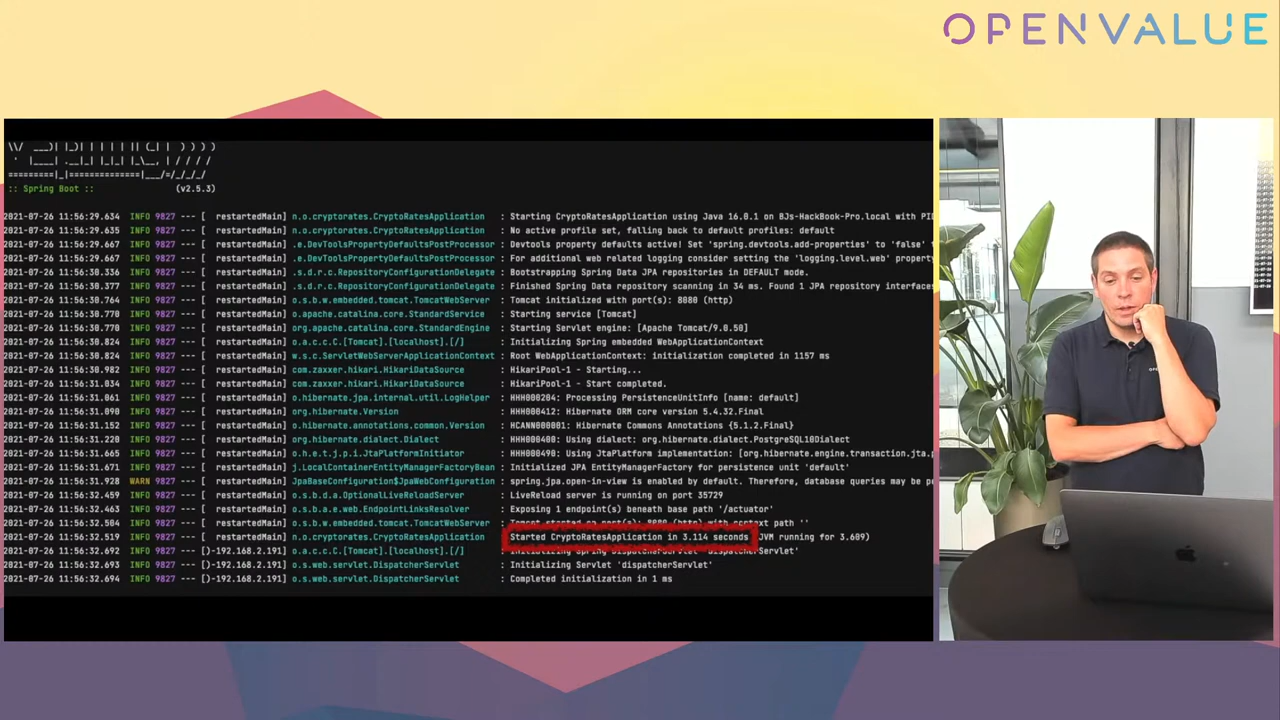 OPENVALUE
:: Spring Boot :: (v2.5.3)
2021-07-26 11:56:29.634 INFO 9827 --- [ restartedMain] n.o.cryptorates.CryptoRatesApplication : Starting CryptoRatesApplication using Java 16.0.1 on BJs-HackBook-Pro.local with PID
2021-07-26 11:56:29.635 INFO 9827 --- [ restartedMain] n.o.cryptorates.CryptoRatesApplication : No active profile set, falling back to default profiles: default
2021-07-26 11:56:29.667 INFO 9827 --- [ restartedMain] .e.DevToolsPropertyDefaultsPostProcessor : Devtools property defaults active! Set 'spring.devtools.add-properties' to 'false' t
2021-07-26 11:56:29.667 INFO 9827 --- [ restartedMain] .e.DevToolsPropertyDefaultsPostProcessor : For additional web related logging consider setting the 'logging.level.web' property
2021-07-26 11:56:30.336 INFO 9827 --- [ restartedMain] .s.d.r.c.RepositoryConfigurationDelegate : Bootstrapping Spring Data JPA repositories in DEFAULT mode.
2021-07-26 11:56:30.377 INFO 9827 --- [ restartedMain] .s.d.r.c.RepositoryConfigurationDelegate : Finished Spring Data repository scanning in 34 ms. Found 1 JPA repository interfaces
2021-07-26 11:56:30.764 INFO 9827 --- [ restartedMain] o.s.b.w.embedded.tomcat.TomcatWebServer : Tomcat initialized with port(s): 8080 (http)
2021-07-26 11:56:30.770 INFO 9827 --- [ restartedMain] o.apache.catalina.core.StandardService : Starting service [Tomcat]
2021-07-26 11:56:30.770 INFO 9827 --- [ restartedMain] org.apache.catalina.core.StandardEngine : Starting Servlet engine: [Apache Tomcat/9.0.50]
2021-07-26 11:56:30.824 INFO 9827 --- [ restartedMain] o.a.c.c.C.[Tomcat].[localhost].[/] : Initializing Spring embedded WebApplicationContext
2021-07-26 11:56:30.824 INFO 9827 --- [ restartedMain] w.s.c.ServletWebServerApplicationContext : Root WebApplicationContext: initialization completed in 1157 ms
2021-07-26 11:56:30.982 INFO 9827 --- [ restartedMain] com.zaxxer.hikari.HikariDataSource : HikariPool-1 - Starting...
2021-07-26 11:56:31.034 INFO 9827 --- [ restartedMain] com.zaxxer.hikari.HikariDataSource : HikariPool-1 - Start completed.
2021-07-26 11:56:31.061 INFO 9827 --- [ restartedMain] o.hibernate.jpa.internal.util.LogHelper : HHH000204: Processing PersistenceUnitInfo [name: default]
2021-07-26 11:56:31.090 INFO 9827 --- [ restartedMain] org.hibernate.Version : HHH000412: Hibernate ORM core version 5.4.32.Final
2021-07-26 11:56:31.152 INFO 9827 --- [ restartedMain] o.hibernate.annotations.common.Version : HCANN000001: Hibernate Commons Annotations {5.1.2.Final}
2021-07-26 11:56:31.220 INFO 9827 --- [ restartedMain] org.hibernate.dialect.Dialect : HHH000400: Using dialect: org.hibernate.dialect.PostgreSQL10Dialect
2021-07-26 11:56:31.667 INFO 9827 --- [ restartedMain] o.h.e.t.j.p.i.JtaPlatformInitiator : HHH000490: Using JtaPlatform implementation: [org.hibernate.engine.transaction.jta.p
2021-07-26 11:56:31.671 INFO 9827 --- [ restartedMain] j.LocalContainerEntityManagerFactoryBean : Initialized JPA EntityManagerFactory for persistence unit 'default'
2021-07-26 11:56:31.928 WARN 9827 --- [ restartedMain] JpaBaseConfiguration$JpaWebConfiguration : spring.jpa.open-in-view is enabled by default. Therefore, database queries may be pe
2021-07-26 11:56:32.459 INFO 9827 --- [ restartedMain] o.s.b.d.a.OptionalLiveReloadServer : LiveReload server is running on port 35729
2021-07-26 11:56:32.463 INFO 9827 --- [ restartedMain] o.s.b.a.e.web.EndpointLinksResolver : Exposing 1 endpoint(s) beneath base path '/actuator'
2021-07-26 11:56:32.509 INFO 9827 --- [ restartedMain] o.s.b.w.embedded.tomcat.TomcatWebServer : Tomcat started on port(s): 8080 (http) with context path ''
2021-07-26 11:56:32.519 INFO 9827 --- [ restartedMain] n.o.cryptorates.CryptoRatesApplication : Started CryptoRatesApplication in 3.114 seconds (JVM running for 3.609)
2021-07-26 11:56:32.693 INFO 9827 --- [)-192.168.2.191] o.a.c.c.C.[Tomcat].[localhost].[/] : Initializing Spring DispatcherServlet 'dispatcherServlet'
2021-07-26 11:56:32.693 INFO 9827 --- [)-192.168.2.191] o.s.web.servlet.DispatcherServlet : Initializing Servlet 'dispatcherServlet'
2021-07-26 11:56:32.694 INFO 9827 --- [)-192.168.2.191] o.s.web.servlet.DispatcherServlet : Completed initialization in 1 ms